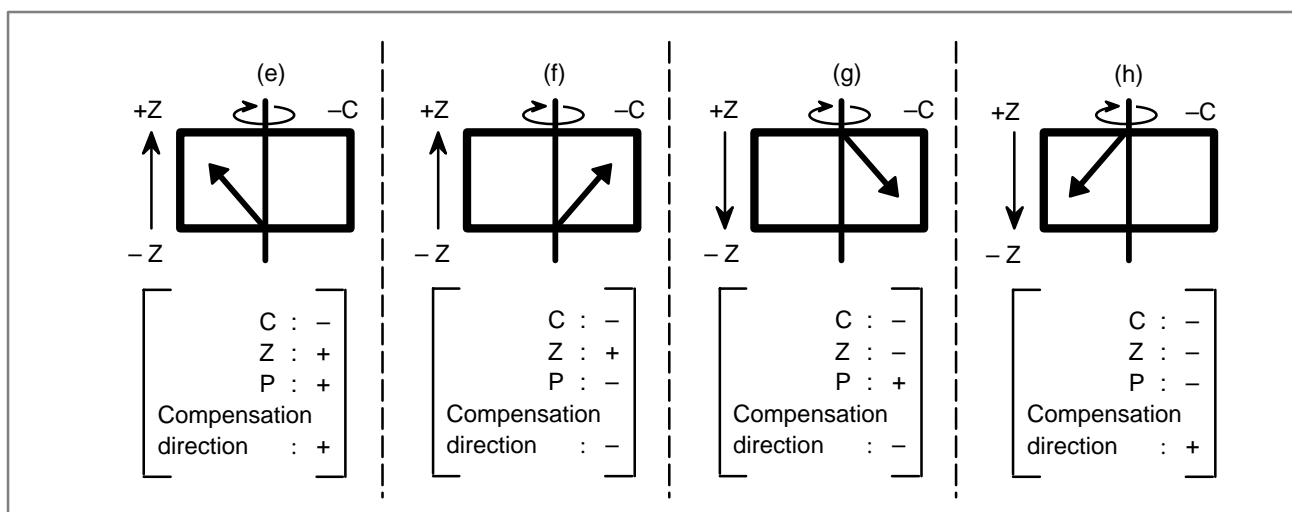 (e)
+Z
–C
– Z
C : –
Z : +
P : +
Compensation
direction : +
(f)
+Z
–C
– Z
C : –
Z : +
P : –
Compensation
direction : –
(g)
+Z
–C
– Z
C : –
Z : –
P : +
Compensation
direction : –
(h)
+Z
–C
– Z
C : –
Z : –
P : –
Compensation
direction : +